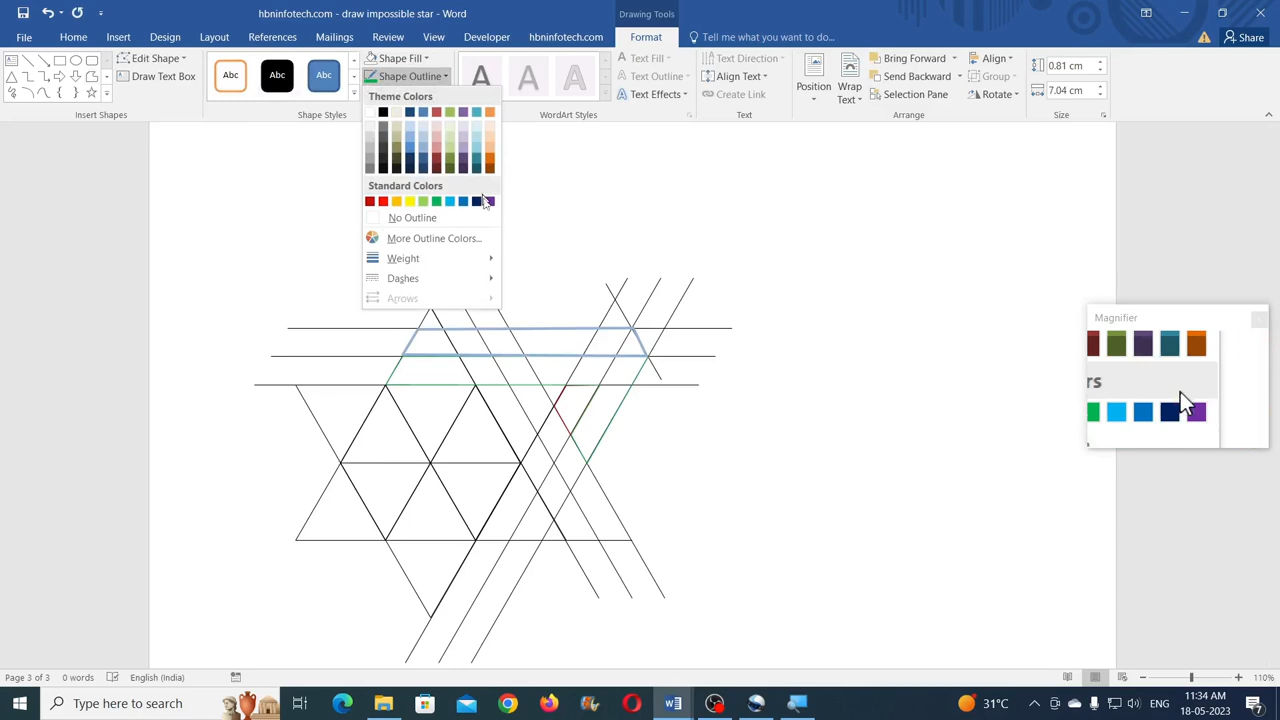 hbninfotech.com - draw impossible star - Word
Drawing Tools
File Home Insert Draw Design Layout References Mailings Review View Developer hbninfotech.com Format Tell me what you want to do... Share
Edit Shape
Draw Text Box
Insert Shapes
Abc Abc Abc
Shape Fill
Shape Outline
Shape Styles
A A A
Text Fill
Text Outline
Text Effects
WordArt Styles
Text Direction
Align Text
Create Link
Text
Position
Wrap
Text
Bring Forward
Send Backward
Selection Pane
Align
Group
Rotate
Arrange
0.81 cm
7.04 cm
Size
Theme Colors
Standard Colors
No Outline
More Outline Colors...
Weight
Dashes
Arrows
Magnifier
rs
Page 3 of 3 0 words English (India) 110%
Type here to search
31°C
ENG
11:34 AM
18-05-2023